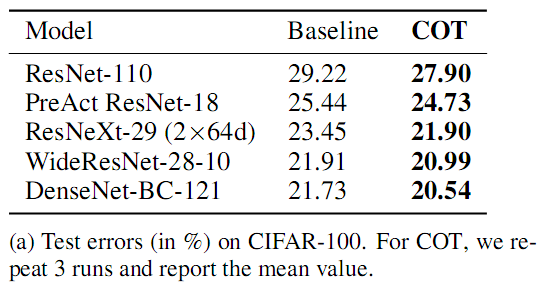 Model Baseline COT
ResNet-110 29.22 27.90
PreAct ResNet-18 25.44 24.73
ResNeXt-29 (2×64d) 23.45 21.90
WideResNet-28-10 21.91 20.99
DenseNet-BC-121 21.73 20.54
(a) Test errors (in %) on CIFAR-100. For COT, we re-
peat 3 runs and report the mean value.